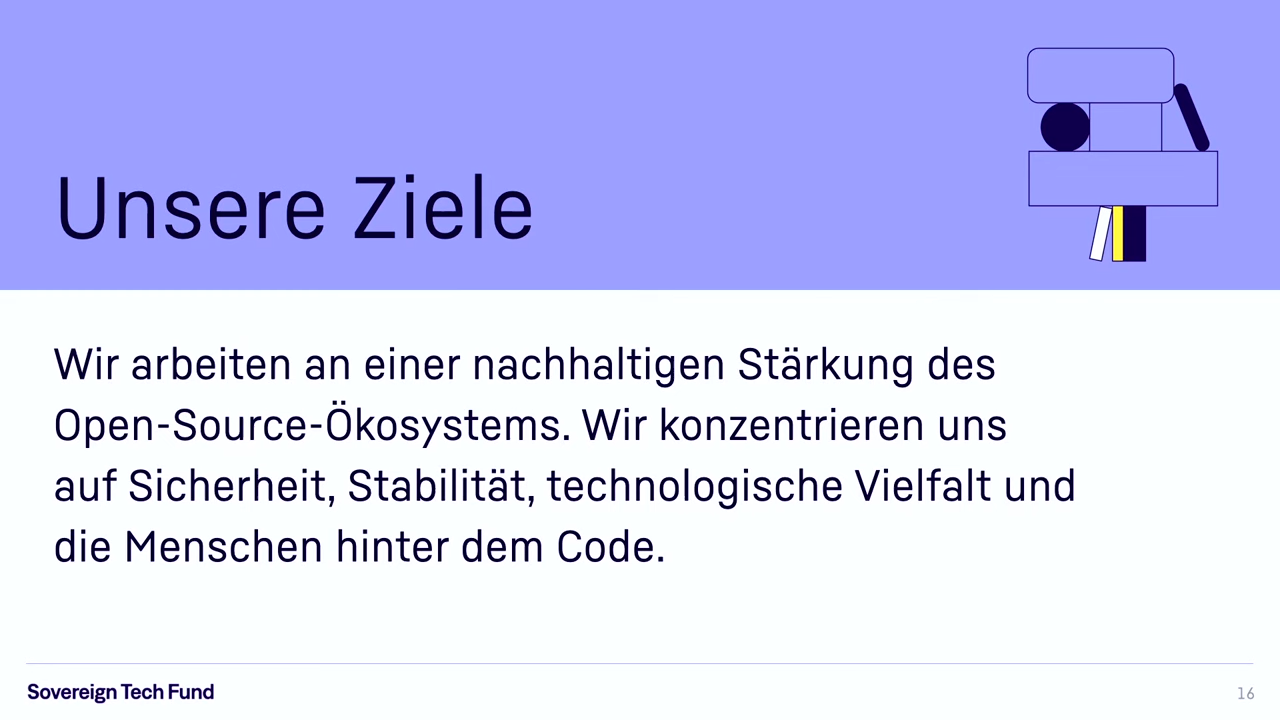 Unsere Ziele
Wir arbeiten an einer nachhaltigen Stärkung des
Open-Source-Ökosystems. Wir konzentrieren uns
auf Sicherheit, Stabilität, technologische Vielfalt und
die Menschen hinter dem Code.
Sovereign Tech Fund
16